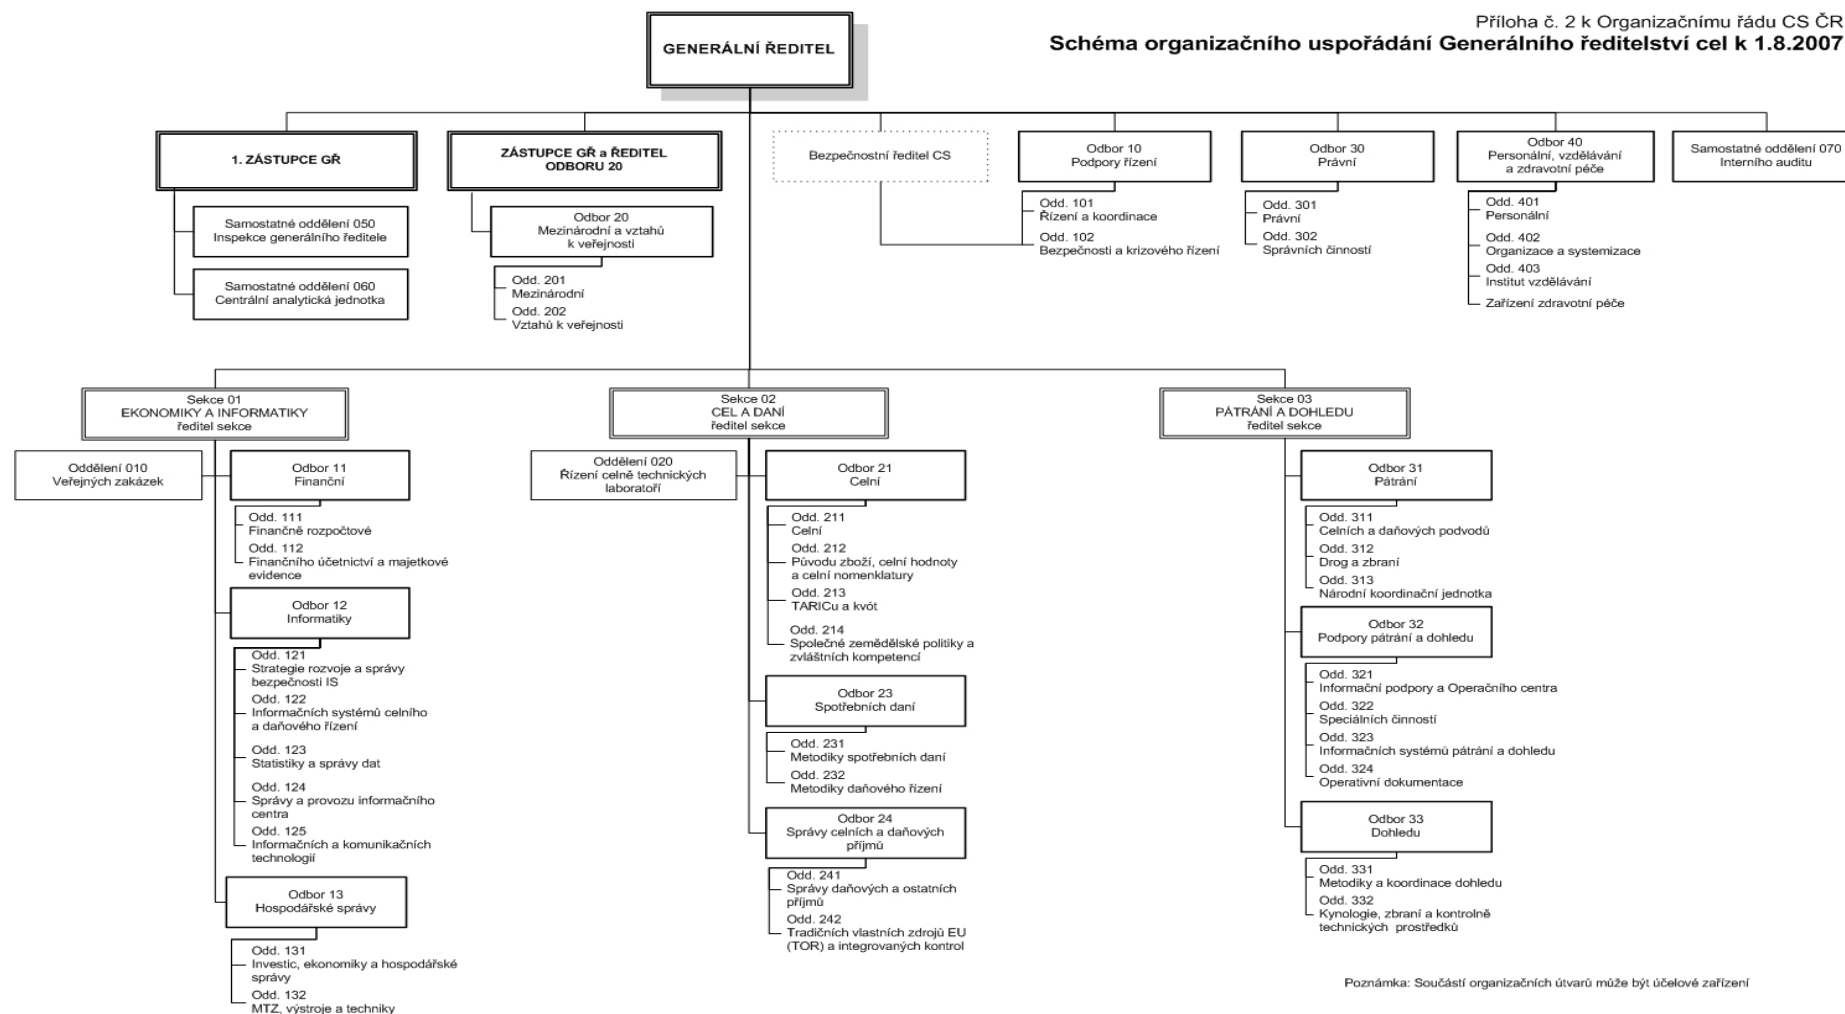 Příloha č. 2 k Organizačnímu řádu CS ČR
Schéma organizačního uspořádání Generálního ředitelství cel k 1.8.2007
GENERÁLNÍ ŘEDITEL
1. ZÁSTUPCE GŘ
Samostatné oddělení 050
Inspekce generálního ředitele
Samostatné oddělení 060
Centrální analytická jednotka
ZÁSTUPCE GŘ a ŘEDITEL
ODBORU 20
Odbor 20
Mezinárodní a vztahů
k veřejnosti
Odd. 201
Mezinárodní
Odd. 202
Vztahů k veřejnosti
Bezpečnostní ředitel CS
Odbor 10
Podpory řízení
Odd. 101
Řízení a koordinace
Odd. 102
Bezpečnosti a krizového řízení
Odbor 30
Právní
Odd. 301
Právní
Odd. 302
Správních činností
Odbor 40
Personální, vzdělávání
a zdravotní péče
Odd. 401
Personální
Odd. 402
Organizace a systemizace
Odd. 403
Institut vzdělávání
Zařízení zdravotní péče
Samostatné oddělení 070
Interního auditu
Sekce 01
EKONOMIKY A INFORMATIKY
ředitel sekce
Oddělení 010
Veřejných zakázek
Odbor 11
Finanční
Odd. 111
Finančně rozpočtové
Odd. 112
Finančního účetnictví a majetkové
evidence
Odbor 12
Informatiky
Odd. 121
Strategie rozvoje a správy
bezpečnosti IS
Odd. 122
Informačních systémů celního
a daňového řízení
Odd. 123
Statistiky a správy dat
Odd. 124
Správy a provozu informačního
centra
Odd. 125
Informačních a komunikačních
technologií
Odbor 13
Hospodářské správy
Odd. 131
Investic, ekonomiky a hospodářské
správy
Odd. 132
MTZ, výstroje a techniky
Sekce 02
CEL A DANÍ
ředitel sekce
Oddělení 020
Řízení celně technických
laboratoří
Odbor 21
Celní
Odd. 211
Celní
Odd. 212
Původu zboží, celní hodnoty
a celní nomenklatury
Odd. 213
TARICu a kvót
Odd. 214
Společné zemědělské politiky a
zvláštních kompetencí
Odbor 23
Spotřebních daní
Odd. 231
Metodiky spotřebních daní
Odd. 232
Metodiky daňového řízení
Odbor 24
Správy celních a daňových
příjmů
Odd. 241
Správy daňových a ostatních
příjmů
Odd. 242
Tradičních vlastních zdrojů EU
(TOR) a integrovaných kontrol
Sekce 03
PÁTRÁNÍ A DOHLEDU
ředitel sekce
Odbor 31
Pátrání
Odd. 311
Celních a daňových podvodů
Odd. 312
Drog a zbraní
Odd. 313
Národní koordinační jednotka
Odbor 32
Podpory pátrání a dohledu
Odd. 321
Informační podpory a Operačního centra
Odd. 322
Speciálních činností
Odd. 323
Informačních systémů pátrání a dohledu
Odd. 324
Operativní dokumentace
Odbor 33
Dohledu
Odd. 331
Metodiky a koordinace dohledu
Odd. 332
Kynologie, zbraní a kontrolně
technických prostředků
Poznámka: Součástí organizačních útvarů může být účelové zařízení